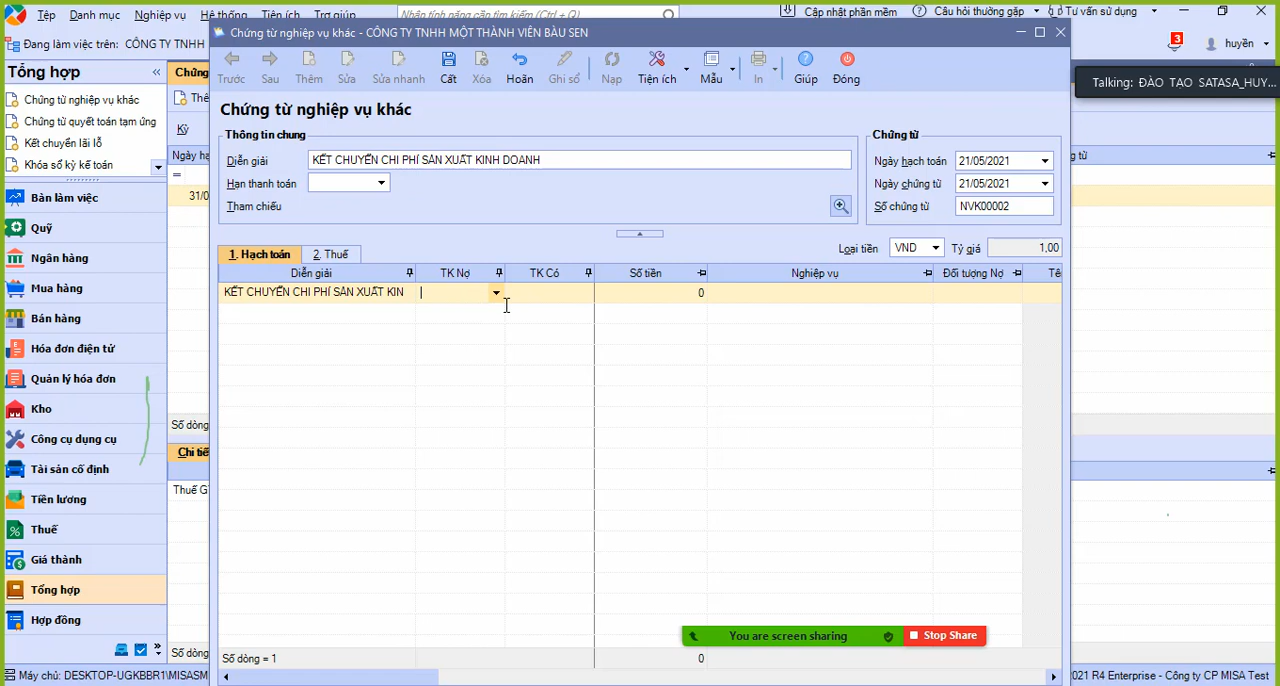 Tệp Danh mục Nghiệp vụ Hệ thống Tiện ích Trợ giúp
Nhập tính năng cần tìm kiếm (Ctrl + Q)
Cập nhật phần mềm Câu hỏi thường gặp Tư vấn sử dụng
Đang làm việc trên: CÔNG TY TNHH
3
huyền
Talking: ĐÀO TẠO SATASA_HUY...
Tổng hợp
Chứng từ nghiệp vụ khác
Chứng từ quyết toán tạm ứng
Kết chuyển lãi lỗ
Khóa sổ kỳ kế toán
Bàn làm việc
Quỹ
Ngân hàng
Mua hàng
Bán hàng
Hóa đơn điện tử
Quản lý hóa đơn
Kho
Công cụ dụng cụ
Tài sản cố định
Tiền lương
Thuế
Giá thành
Tổng hợp
Hợp đồng
Chứng
Thê
Kỳ
Ngày hạ
31/0
Số dòng
Chi tiế
Thuế G
Số dòng
g từ
Chứng từ nghiệp vụ khác - CÔNG TY TNHH MỘT THÀNH VIÊN BÀU SEN
Trước Sau Thêm Sửa Sửa nhanh Cất Xóa Hoãn Ghi sổ Nạp Tiện ích Mẫu In Giúp Đóng
Chứng từ nghiệp vụ khác
Thông tin chung
Diễn giải KẾT CHUYỂN CHI PHÍ SẢN XUẤT KINH DOANH
Hạn thanh toán
Tham chiếu
Chứng từ
Ngày hạch toán 21/05/2021
Ngày chứng từ 21/05/2021
Số chứng từ NVK00002
1. Hạch toán 2. Thuế
Loại tiền VND Tỷ giá 1,00
Diễn giải TK Nợ TK Có Số tiền Nghiệp vụ Đối tượng Nợ Tê
KẾT CHUYỂN CHI PHÍ SẢN XUẤT KIN 0
You are screen sharing Stop Share
Số dòng = 1 0
Máy chủ: DESKTOP-UGKBBR1\MISASM
2021 R4 Enterprise - Công ty CP MISA Test